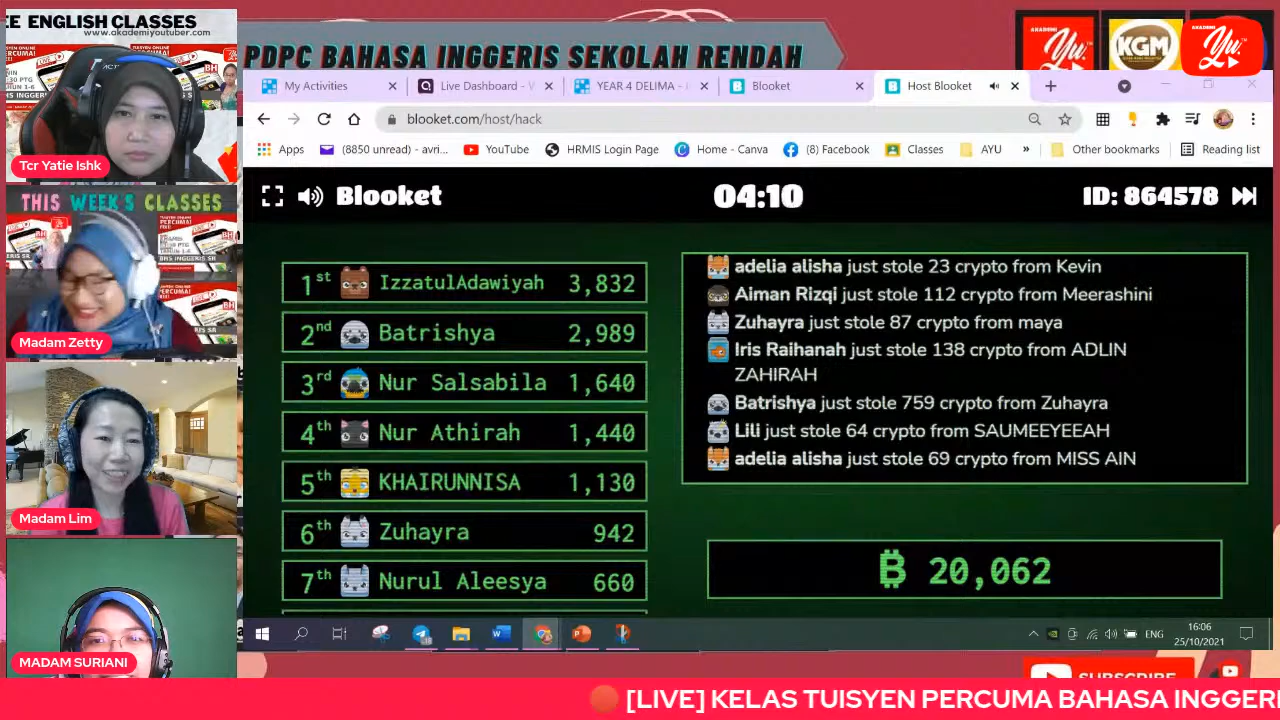 EE ENGLISH CLASSES
www.akademiyoutuber.com
Tcr Yatie Ishk
THIS WEEK'S CLASSES
Madam Zetty
Madam Lim
MADAM SURIANI
PDPC BAHASA INGGERIS SEKOLAH RENDAH
AKADEMI
Yu
KGM
AKADEMI
Yu
My Activities
Live Dashboard - W
YEAR 4 DELIMA -
Blooket
Host Blooket
blooket.com/host/hack
Apps
(8850 unread) - avri...
YouTube
HRMIS Login Page
Home - Canva
(8) Facebook
Classes
AYU
»
Other bookmarks
Reading list
Blooket
04:10
ID: 864578
1st IzzatulAdawiyah 3,832
2nd Batrishya 2,989
3rd Nur Salsabila 1,640
4th Nur Athirah 1,440
5th KHAIRUNNISA 1,130
6th Zuhayra 942
7th Nurul Aleesya 660
adelia alisha just stole 23 crypto from Kevin
Aiman Rizqi just stole 112 crypto from Meerashini
Zuhayra just stole 87 crypto from maya
Iris Raihanah just stole 138 crypto from ADLIN
ZAHIRAH
Batrishya just stole 759 crypto from Zuhayra
Lili just stole 64 crypto from SAUMEEYEEAH
adelia alisha just stole 69 crypto from MISS AIN
₿ 20,062
ENG
16:06
25/10/2021
SUBSCRIBE
[LIVE] KELAS TUISYEN PERCUMA BAHASA INGGERI